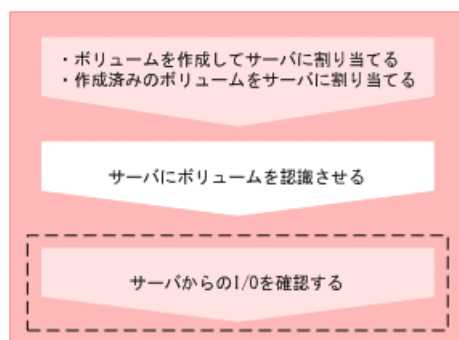 ・ボリュームを作成してサーバに割り当てる
・作成済みのボリュームをサーバに割り当てる
サーバにボリュームを認識させる
サーバからのI/Oを確認する